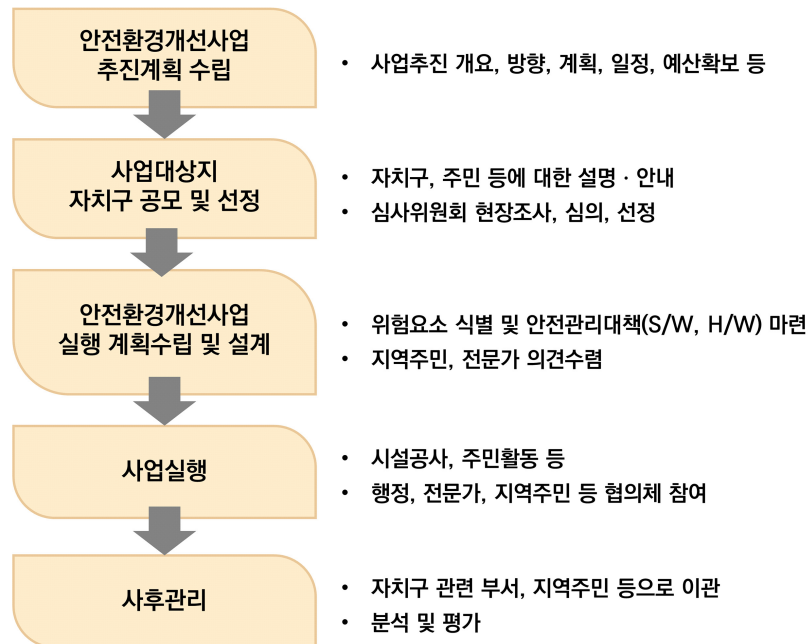 안전환경개선사업
추진계획 수립
• 사업추진 개요, 방향, 계획, 일정, 예산확보 등
사업대상지
자치구 공모 및 선정
• 자치구, 주민 등에 대한 설명 · 안내
• 심사위원회 현장조사, 심의, 선정
안전환경개선사업
실행 계획수립 및 설계
• 위험요소 식별 및 안전관리대책(S/W, H/W) 마련
• 지역주민, 전문가 의견수렴
사업실행
• 시설공사, 주민활동 등
• 행정, 전문가, 지역주민 등 협의체 참여
사후관리
• 자치구 관련 부서, 지역주민 등으로 이관
• 분석 및 평가